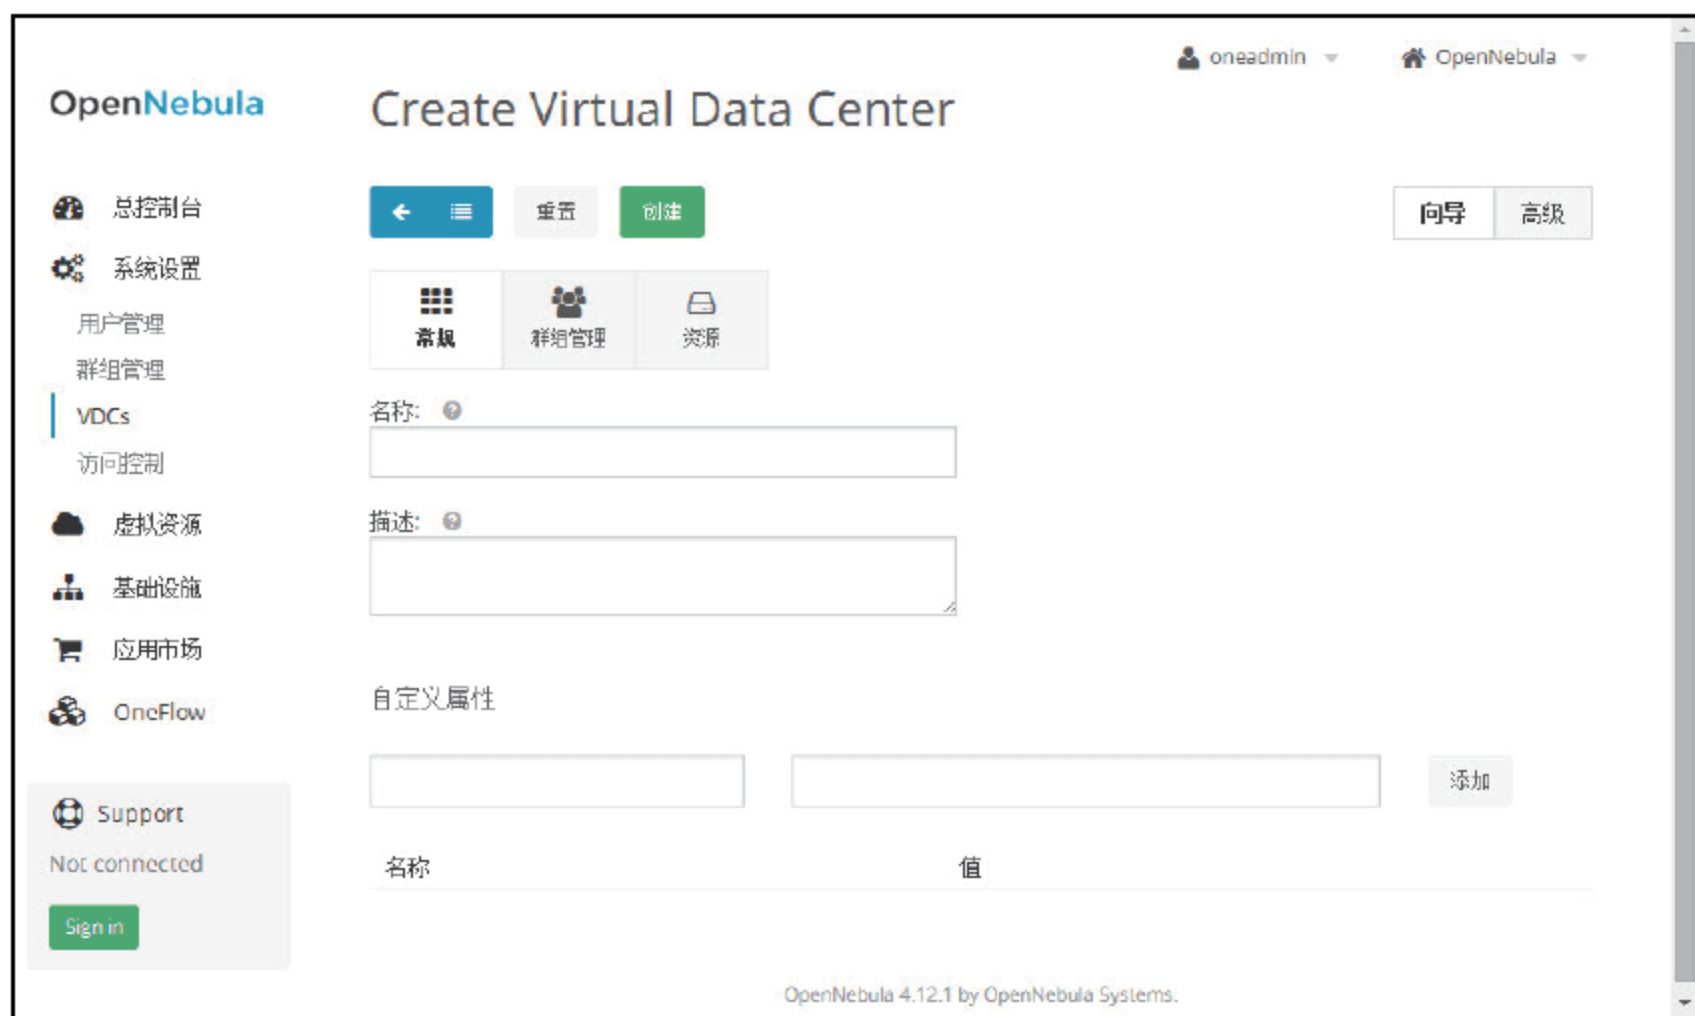 oneadmin OpenNebula
OpenNebula
Create Virtual Data Center
总控制台
系统设置
用户管理
群组管理
VDCs
访问控制
虚拟资源
基础设施
应用市场
OneFlow
Support
Not connected
Sign in
重置 创建
向导 高级
常规 群组管理 资源
名称:
描述:
自定义属性
添加
名称 值
OpenNebula 4.12.1 by OpenNebula Systems.